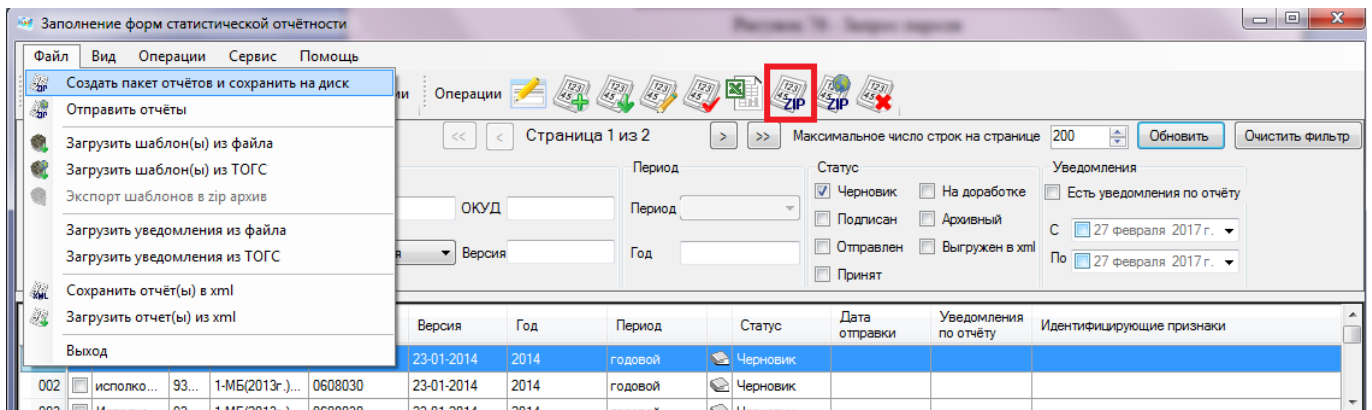 Заполнение форм статистической отчётности
Файл Вид Операции Сервис Помощь
Создать пакет отчётов и сохранить на диск
Отправить отчёты
Загрузить шаблон(ы) из файла
Загрузить шаблон(ы) из ТОГС
Экспорт шаблонов в zip архив
Загрузить уведомления из файла
Загрузить уведомления из ТОГС
Сохранить отчёт(ы) в xml
Загрузить отчет(ы) из xml
Выход
Операции
ZIP ZIP
<< < Страница 1 из 2 > >> Максимальное число строк на странице 200 Обновить Очистить фильтр
Период Статус Уведомления
ОКУД Период Черновик На доработке Есть уведомления по отчёту
Подписан Архивный С 27 февраля 2017 г.
Версия Год Отправлен Выгружен в xml По 27 февраля 2017 г.
Принят
Версия Год Период Статус Дата отправки Уведомления по отчёту Идентифицирующие признаки
23-01-2014 2014 годовой Черновик
002 исполко... 93... 1-МБ(2013г.)... 0608030 23-01-2014 2014 годовой Черновик